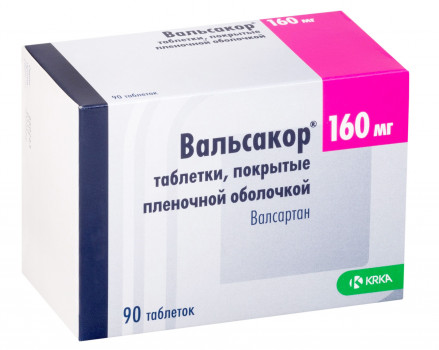 Вальсакор®
160 мг
таблетки, покрытые
пленочной оболочкой
90 таблеток
Вальсакор®
160 мг
таблетки, покрытые
пленочной оболочкой
Валсартан
KRKA
90 таблеток